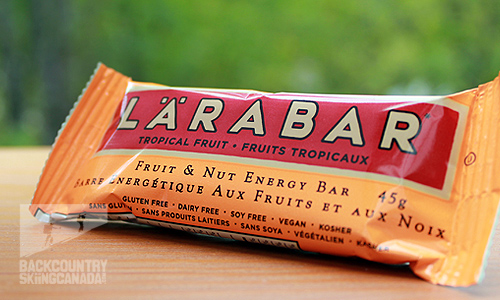 LÄRABAR
TROPICAL FRUIT • FRUITS TROPICAUX
FRUIT & NUT ENERGY BAR 45g
BARRE ÉNERGÉTIQUE AUX FRUITS ET AUX NOIX
GLUTEN FREE • DAIRY FREE • SOY FREE • VEGAN • KOSHER
SANS GLUTEN • SANS PRODUITS LAITIERS • SANS SOYA • VÉGÉTALIEN •
BACKCOUNTRY
SKIINGCANADA!